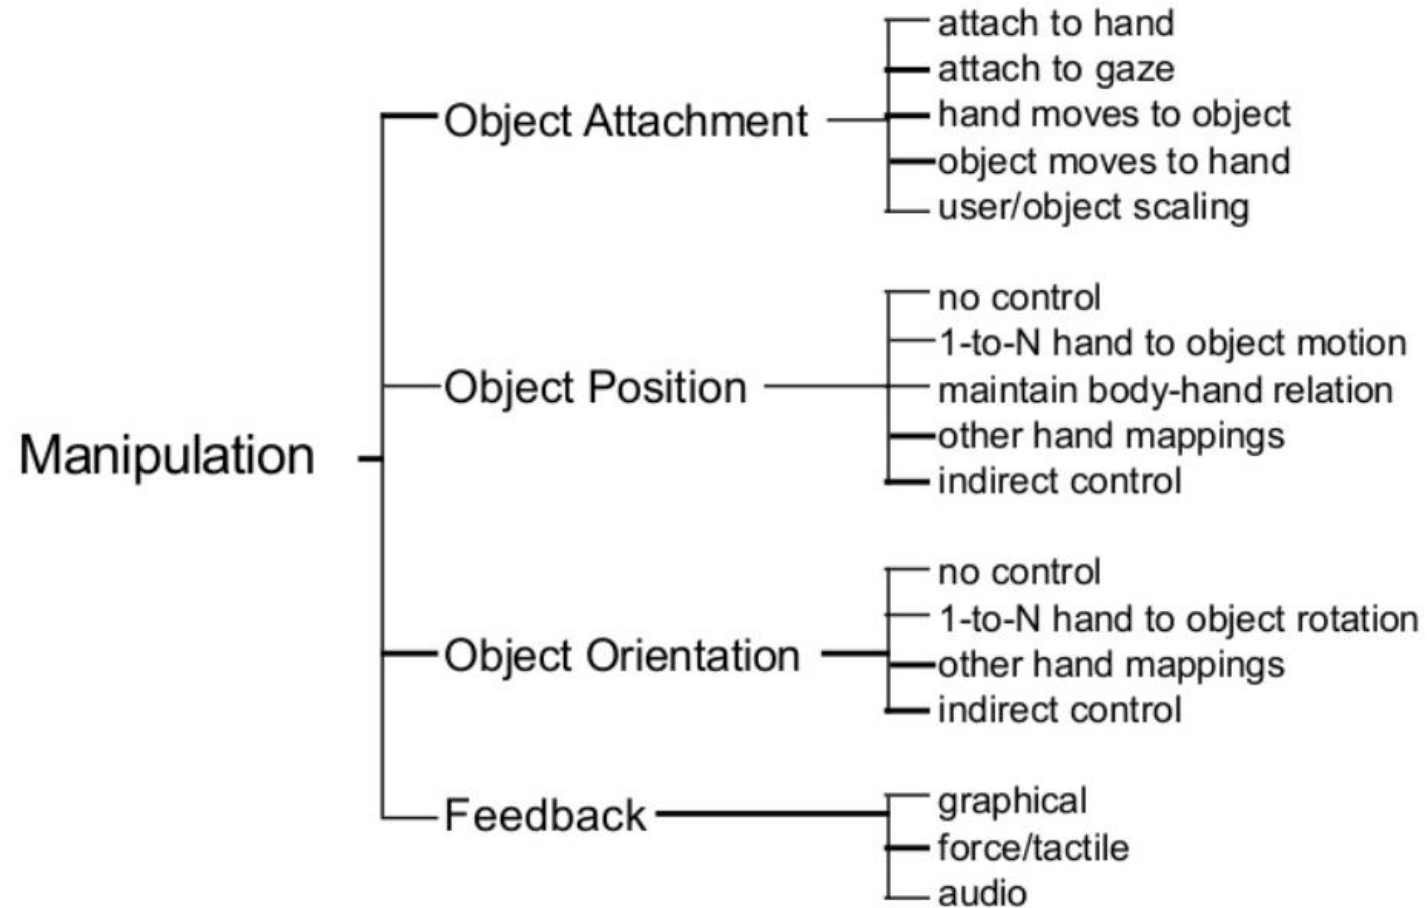 Manipulation
Object Attachment
attach to hand
attach to gaze
hand moves to object
object moves to hand
user/object scaling
Object Position
no control
1-to-N hand to object motion
maintain body-hand relation
other hand mappings
indirect control
Object Orientation
no control
1-to-N hand to object rotation
other hand mappings
indirect control
Feedback
graphical
force/tactile
audio